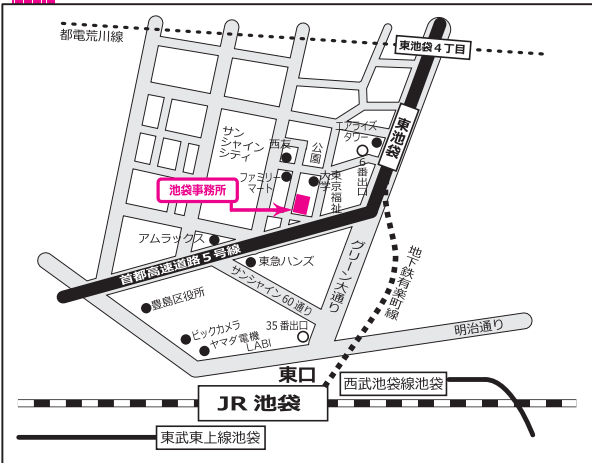 都電荒川線
東池袋4丁目
東池袋
エアライズ
タワー
6番出口
サン
シャイン
シティ
西友
公園
ファミリー
マート
東京福祉
大学
池袋事務所
アムラックス
首都高速道路5号線
東急ハンズ
グリーン大通り
地下鉄有楽町線
サンシャイン60通り
豊島区役所
ビックカメラ
ヤマダ電機
LABI
35番出口
明治通り
東口
JR 池袋
西武池袋線池袋
東武東上線池袋